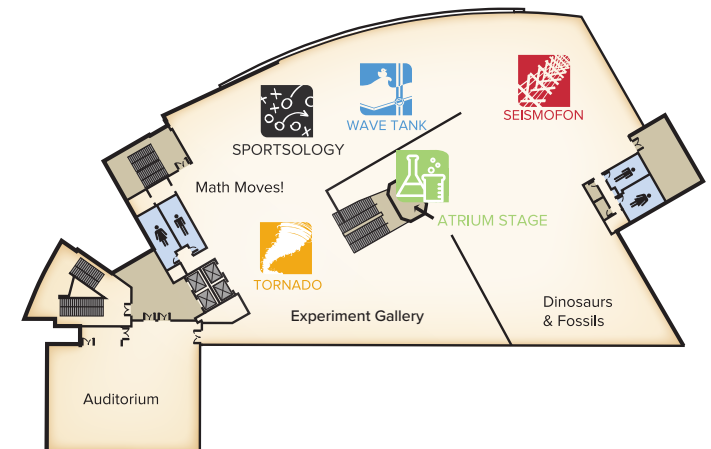 WAVE TANK
SEISMOFON
SPORTSOLOGY
Math Moves!
ATRIUM STAGE
TORNADO
Experiment Gallery
Dinosaurs
& Fossils
Auditorium